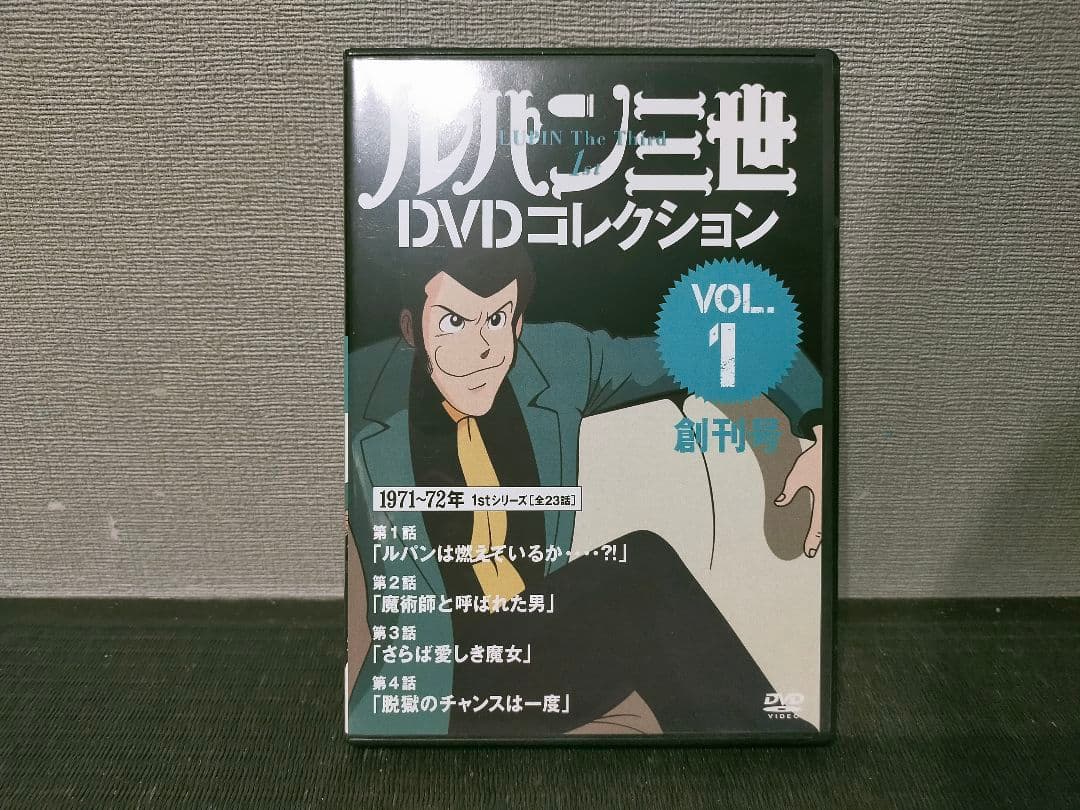 ルパン三世
LUPIN The Third
1st
DVDコレクション
VOL.
1
創刊号
1971~72年 1stシリーズ[全23話]
第1話
「ルパンは燃えているか‥‥?!」
第2話
「魔術師と呼ばれた男」
第3話
「さらば愛しき魔女」
第4話
「脱獄のチャンスは一度」
DVD
VIDEO